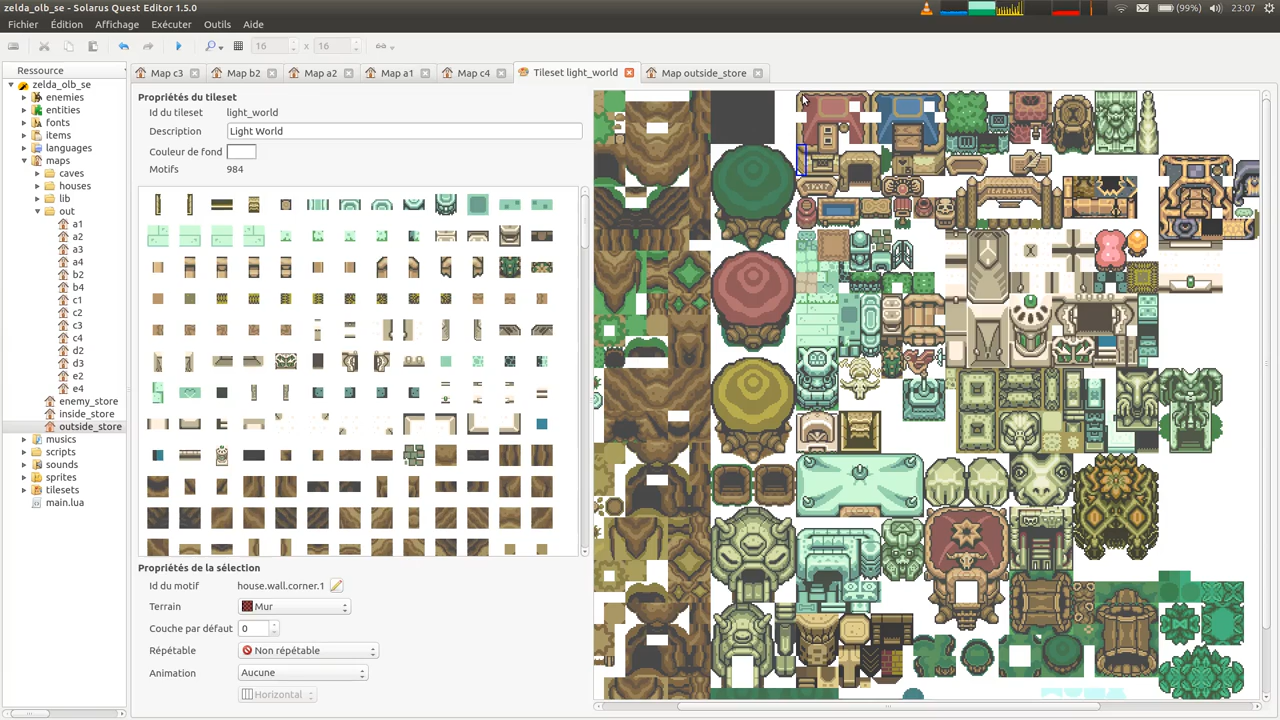 zelda_olb_se - Solarus Quest Editor 1.5.0
(99%)
23:07
Fichier Édition Affichage Exécuter Outils Aide
16 x 16
Ressource
zelda_olb_se
enemies
entities
fonts
items
languages
maps
caves
houses
lib
out
a1
a2
a3
a4
b2
b4
c1
c2
c3
c4
d2
d3
e2
e4
enemy_store
inside_store
outside_store
musics
scripts
sounds
sprites
tilesets
main.lua
Map c3 Map b2 Map a2 Map a1 Map c4 Tileset light_world Map outside_store
Propriétés du tileset
Id du tileset light_world
Description Light World
Couleur de fond
Motifs 984
Propriétés de la sélection
Id du motif house.wall.corner.1
Terrain Mur
Couche par défaut 0
Répétable Non répétable
Animation Aucune
Horizontal